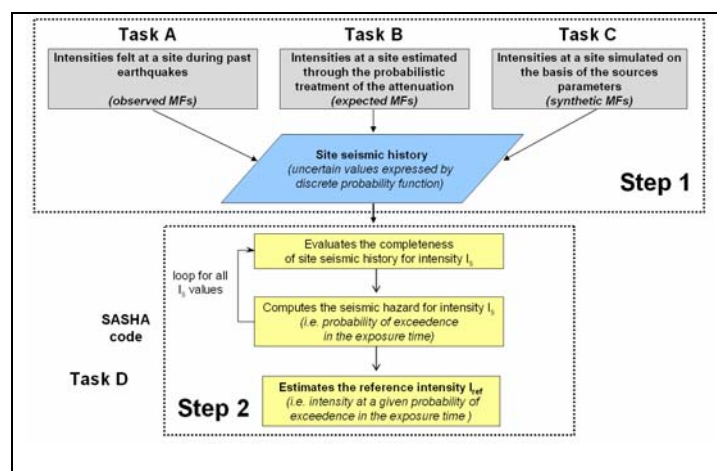 Task A
Task B
Task C
Intensities felt at a site during past
earthquakes
(observed MFs)
Intensities at a site estimated
through the probabilistic
treatment of the attenuation
(expected MFs)
Intensities at a site simulated on
the basis of the sources
parameters
(synthetic MFs)
Site seismic history
(uncertain values expressed by
discrete probability function)
Step 1
Evaluates the completeness
of site seismic history for intensity Is
loop for all
Is values
Computes the seismic hazard for intensity Is
(i.e. probability of exceedence
in the exposure time)
SASHA
code
Task D
Estimates the reference intensity Iref
(i.e. intensity at a given probability of
exceedence in the exposure time )
Step 2